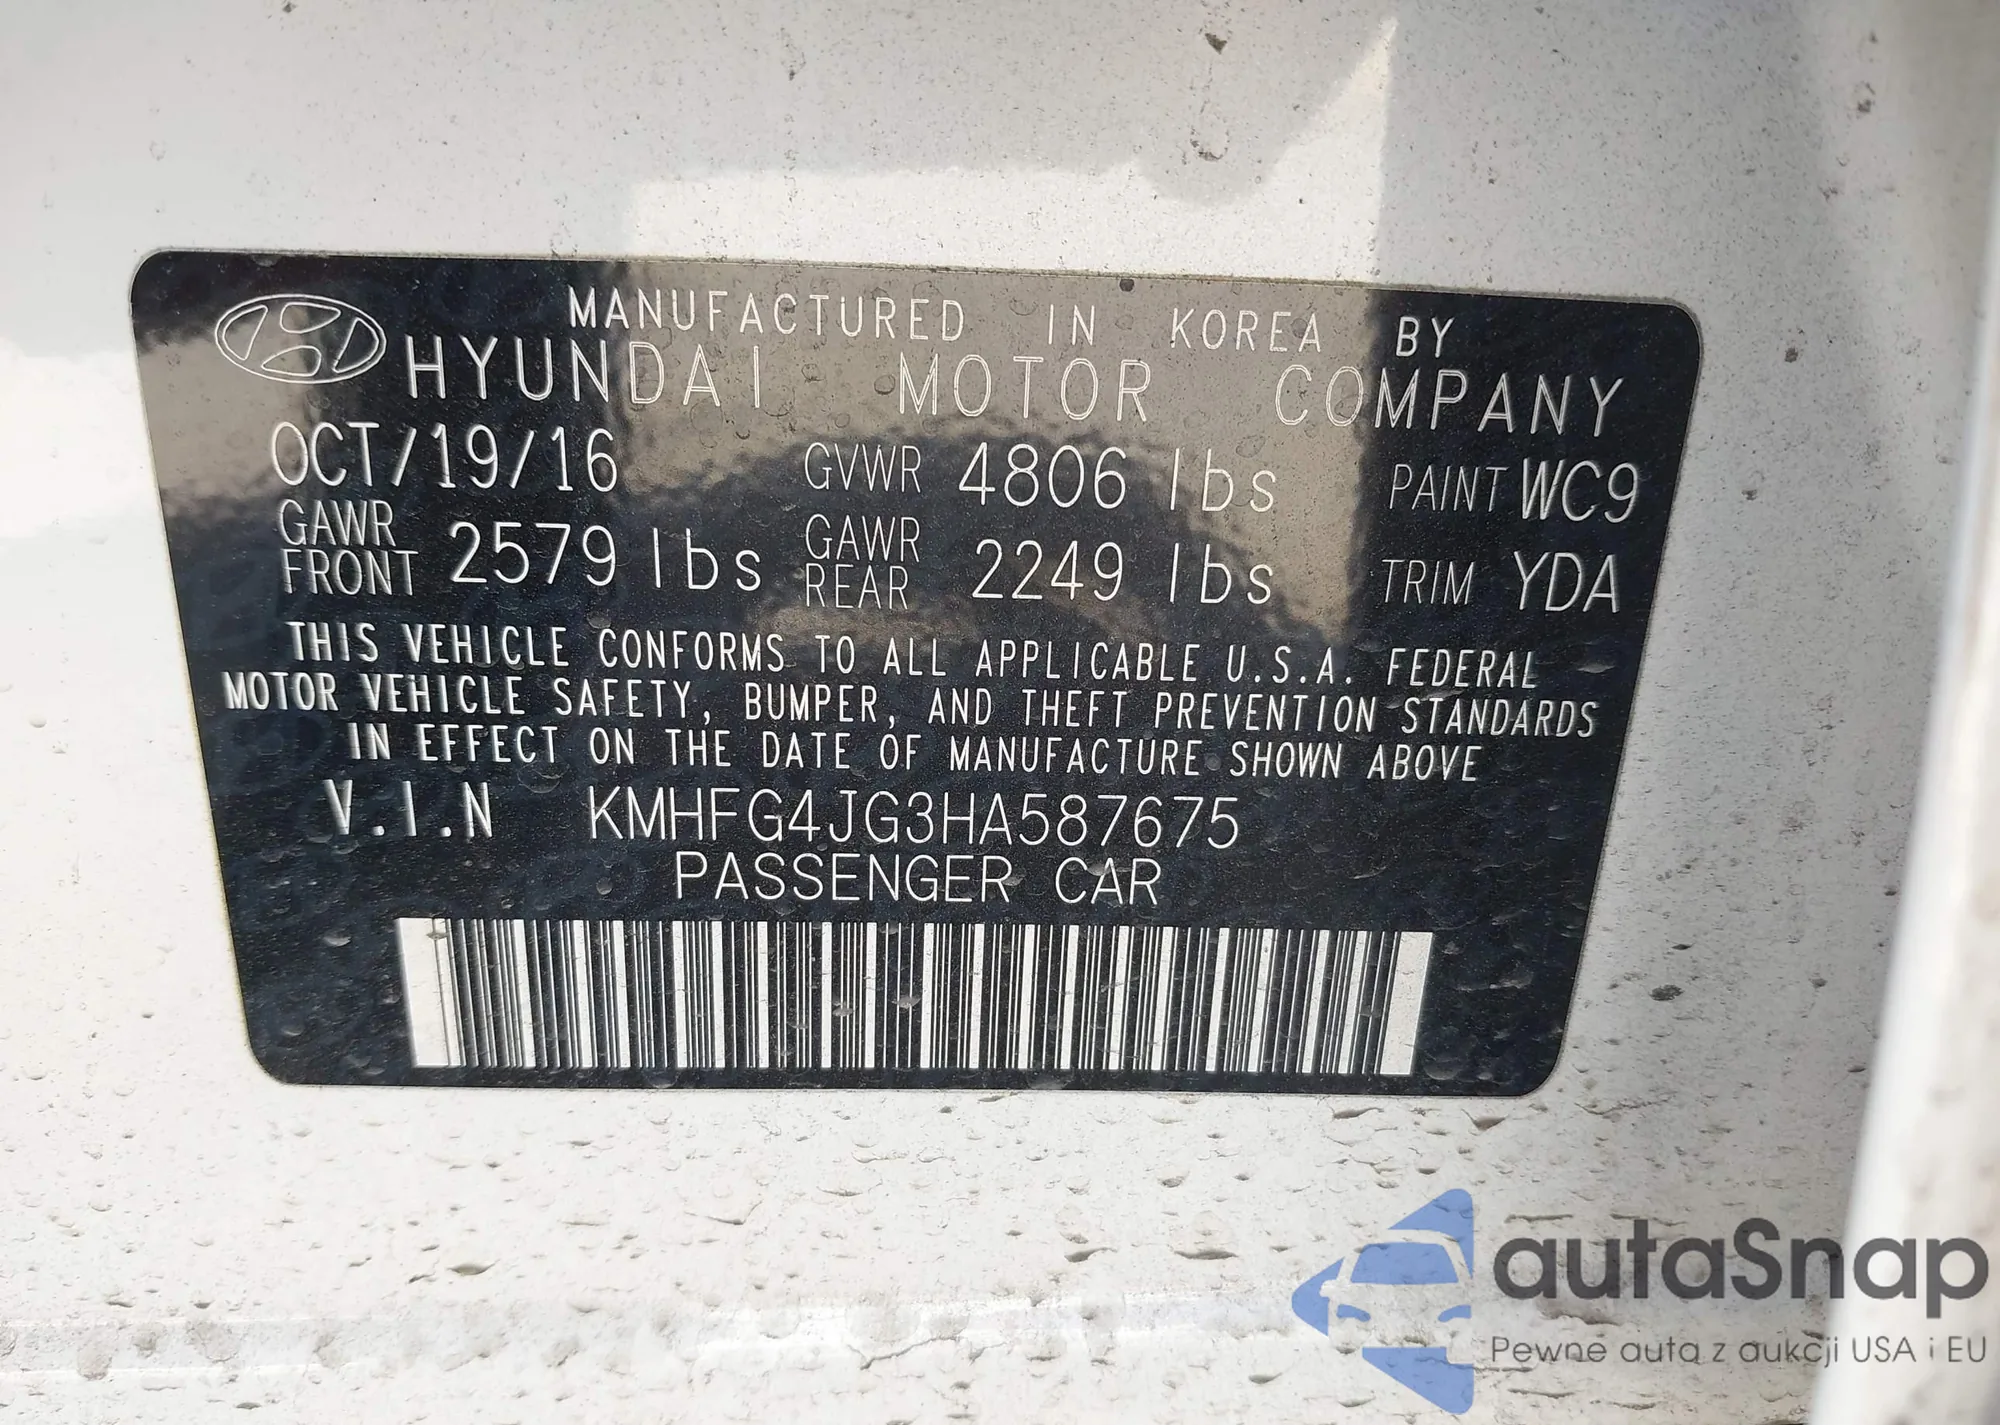 MANUFACTURED IN KOREA BY
HYUNDAI MOTOR COMPANY
OCT/19/16 GVWR 4806 lbs PAINT WC9
GAWR FRONT 2579 lbs GAWR REAR 2249 lbs TRIM YDA
THIS VEHICLE CONFORMS TO ALL APPLICABLE U.S.A. FEDERAL
MOTOR VEHICLE SAFETY, BUMPER, AND THEFT PREVENTION STANDARDS
IN EFFECT ON THE DATE OF MANUFACTURE SHOWN ABOVE
V.I.N KMHFG4JG3HA587675
PASSENGER CAR
autaSnap
Pewne auta z aukcji USA i EU